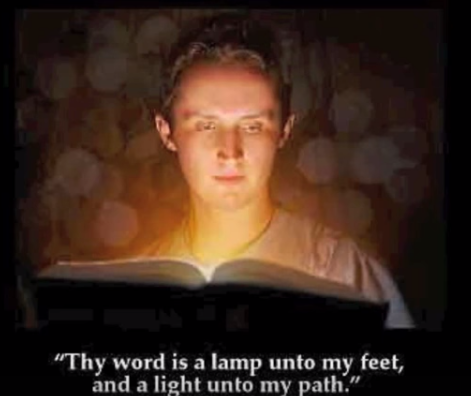 “Thy word is a lamp unto my feet,
and a light unto my path.”